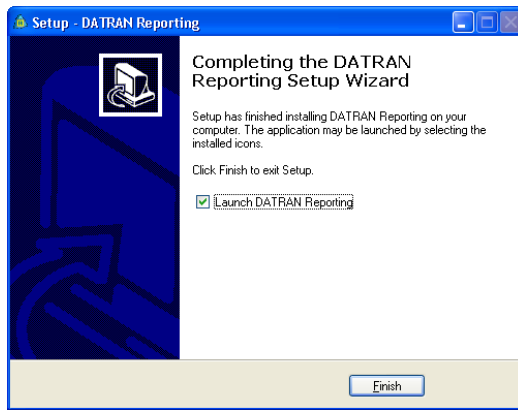 Setup - DATRAN Reporting
Completing the DATRAN
Reporting Setup Wizard
Setup has finished installing DATRAN Reporting on your
computer. The application may be launched by selecting the
installed icons.
Click Finish to exit Setup.
Launch DATRAN Reporting
Finish